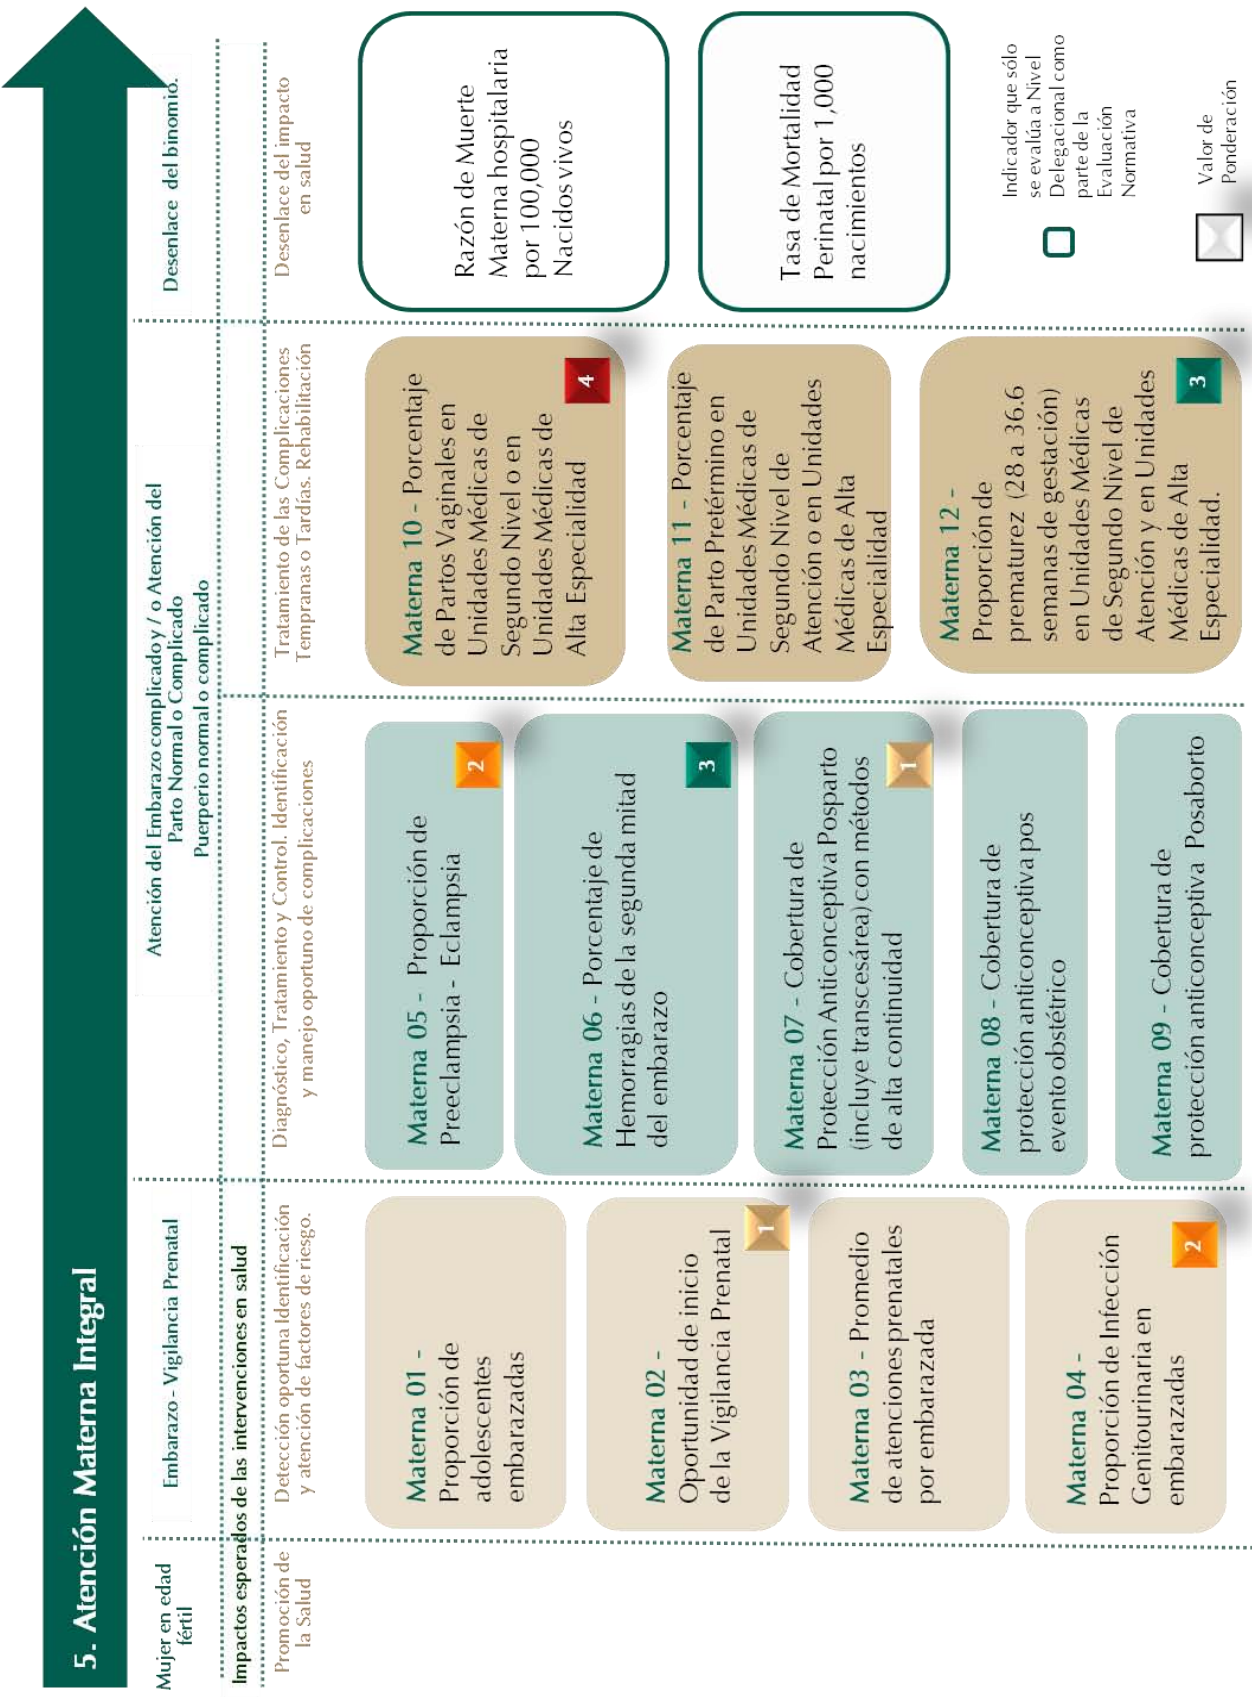 5. Atención Materna Integral
Mujer en edad
fértil
Embarazo - Vigilancia Prenatal
Atención del Embarazo complicado y / o Atención del
Parto Normal o Complicado
Puerperio normal o complicado
Desenlace del binomio.
Impactos esperados de las intervenciones en salud
Promoción de
la Salud
Detección oportuna Identificación
y atención de factores de riesgo.
Diagnóstico, Tratamiento y Control. Identificación
y manejo oportuno de complicaciones
Tratamiento de las Complicaciones
Tempranas o Tardías. Rehabilitación
Desenlace del impacto
en salud
Materna 01 -
Proporción de
adolescentes
embarazadas
Materna 02 -
Oportunidad de inicio
de la Vigilancia Prenatal
1
Materna 03 - Promedio
de atenciones prenatales
por embarazada
Materna 04 -
Proporción de Infección
Genitourinaria en
embarazadas
2
Materna 05 - Proporción de
Preeclampsia - Eclampsia
2
Materna 06 - Porcentaje de
Hemorragias de la segunda mitad
del embarazo
3
Materna 07 - Cobertura de
Protección Anticonceptiva Posparto
(incluye transcesárea) con métodos
de alta continuidad
1
Materna 08 - Cobertura de
protección anticonceptiva pos
evento obstétrico
Materna 09 - Cobertura de
protección anticonceptiva Posaborto
Materna 10 - Porcentaje
de Partos Vaginales en
Unidades Médicas de
Segundo Nivel o en
Unidades Médicas de
Alta Especialidad
4
Materna 11 - Porcentaje
de Parto Pretérmino en
Unidades Médicas de
Segundo Nivel de
Atención o en Unidades
Médicas de Alta
Especialidad
Materna 12 -
Proporción de
prematurez (28 a 36.6
semanas de gestación)
en Unidades Médicas
de Segundo Nivel de
Atención y en Unidades
Médicas de Alta
Especialidad.
3
Razón de Muerte
Materna hospitalaria
por 100,000
Nacidos vivos
Tasa de Mortalidad
Perinatal por 1,000
nacimientos
Indicador que sólo
se evalúa a Nivel
Delegacional como
parte de la
Evaluación
Normativa
Valor de
Ponderación